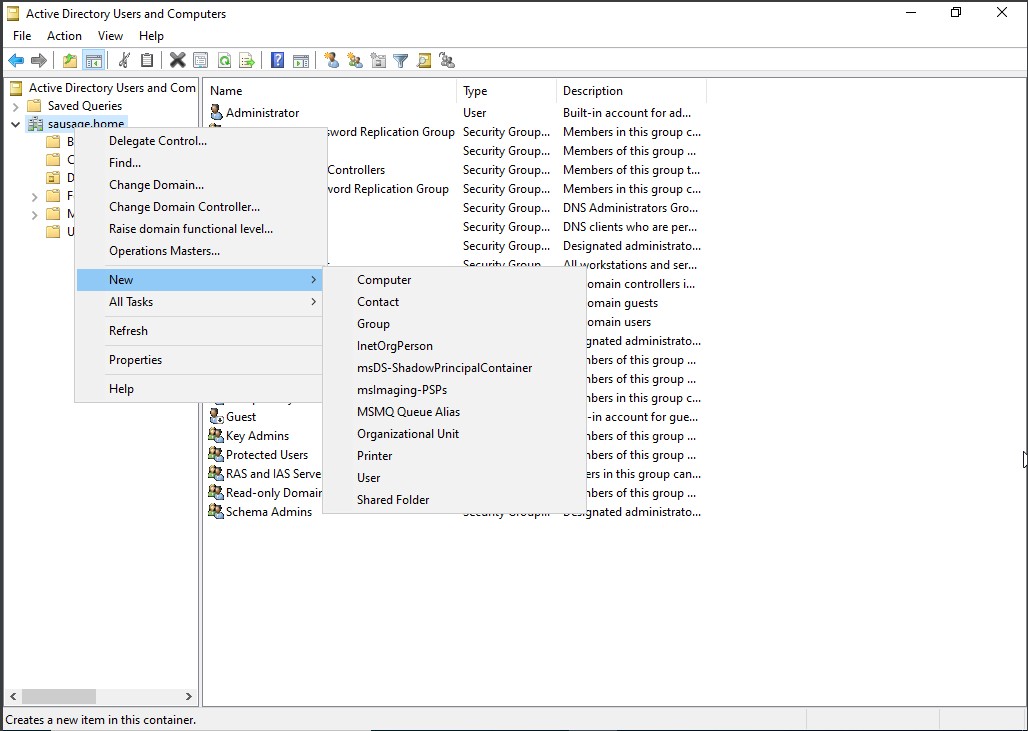 Active Directory Users and Computers
File Action View Help
Active Directory Users and Com
Saved Queries
sausage.home
B
C
D
F
M
U
Delegate Control...
Find...
Change Domain...
Change Domain Controller...
Raise domain functional level...
Operations Masters...
New
All Tasks
Refresh
Properties
Help
Computer
Contact
Group
InetOrgPerson
msDS-ShadowPrincipalContainer
msImaging-PSPs
MSMQ Queue Alias
Organizational Unit
Printer
User
Shared Folder
Name Type Description
Administrator User Built-in account for ad...
sword Replication Group Security Group... Members in this group c...
Security Group... Members of this group ...
Controllers Security Group... Members of this group t...
word Replication Group Security Group... Members in this group c...
Security Group... DNS Administrators Gro...
Security Group... DNS clients who are per...
Security Group... Designated administrato...
Security Group... All workstations and ser...
omain controllers i...
omain guests
omain users
gnated administrato...
nbers of this group ...
nbers of this group ...
nbers in this group c...
Guest -in account for gue...
Key Admins nbers of this group ...
Protected Users nbers of this group ...
RAS and IAS Serve ers in this group can...
Read-only Domair nbers of this group ...
Schema Admins Security Group... Designated administrato...
Creates a new item in this container.